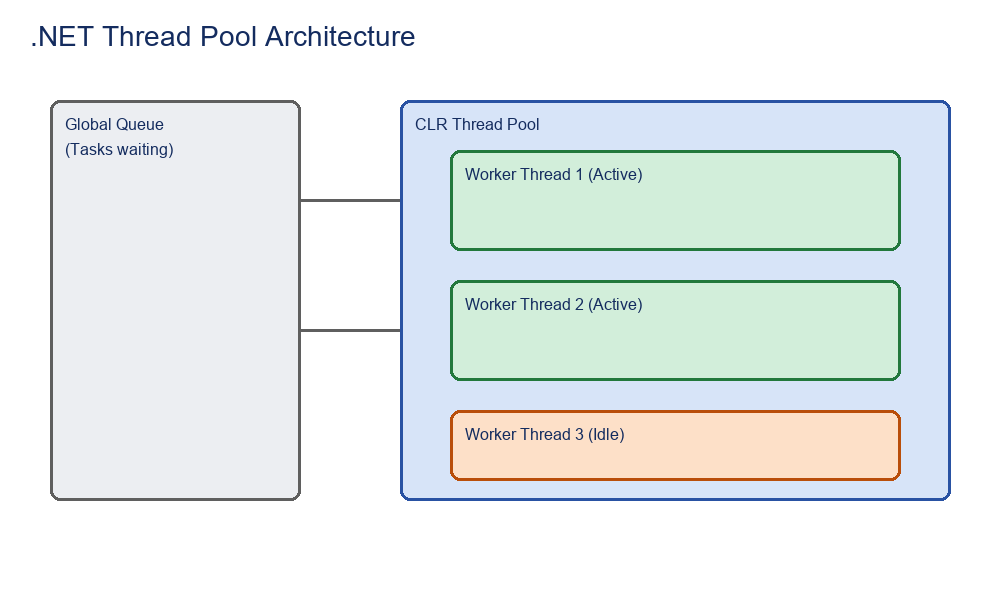 .NET Thread Pool Architecture
Global Queue
(Tasks waiting)
CLR Thread Pool
Worker Thread 1 (Active)
Worker Thread 2 (Active)
Worker Thread 3 (Idle)